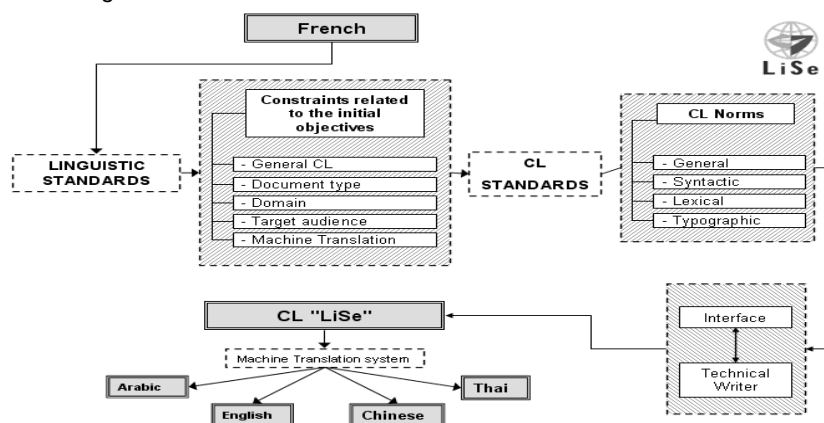 French
LiSe
Constraints related
to the initial
objectives
- General CL
- Document type
- Domain
- Target audience
- Machine Translation
LINGUISTIC
STANDARDS
CL
STANDARDS
CL Norms
- General
- Syntactic
- Lexical
- Typographic
CL "LiSe"
Machine Translation system
Arabic
English
Chinese
Thai
Interface
Technical
Writer